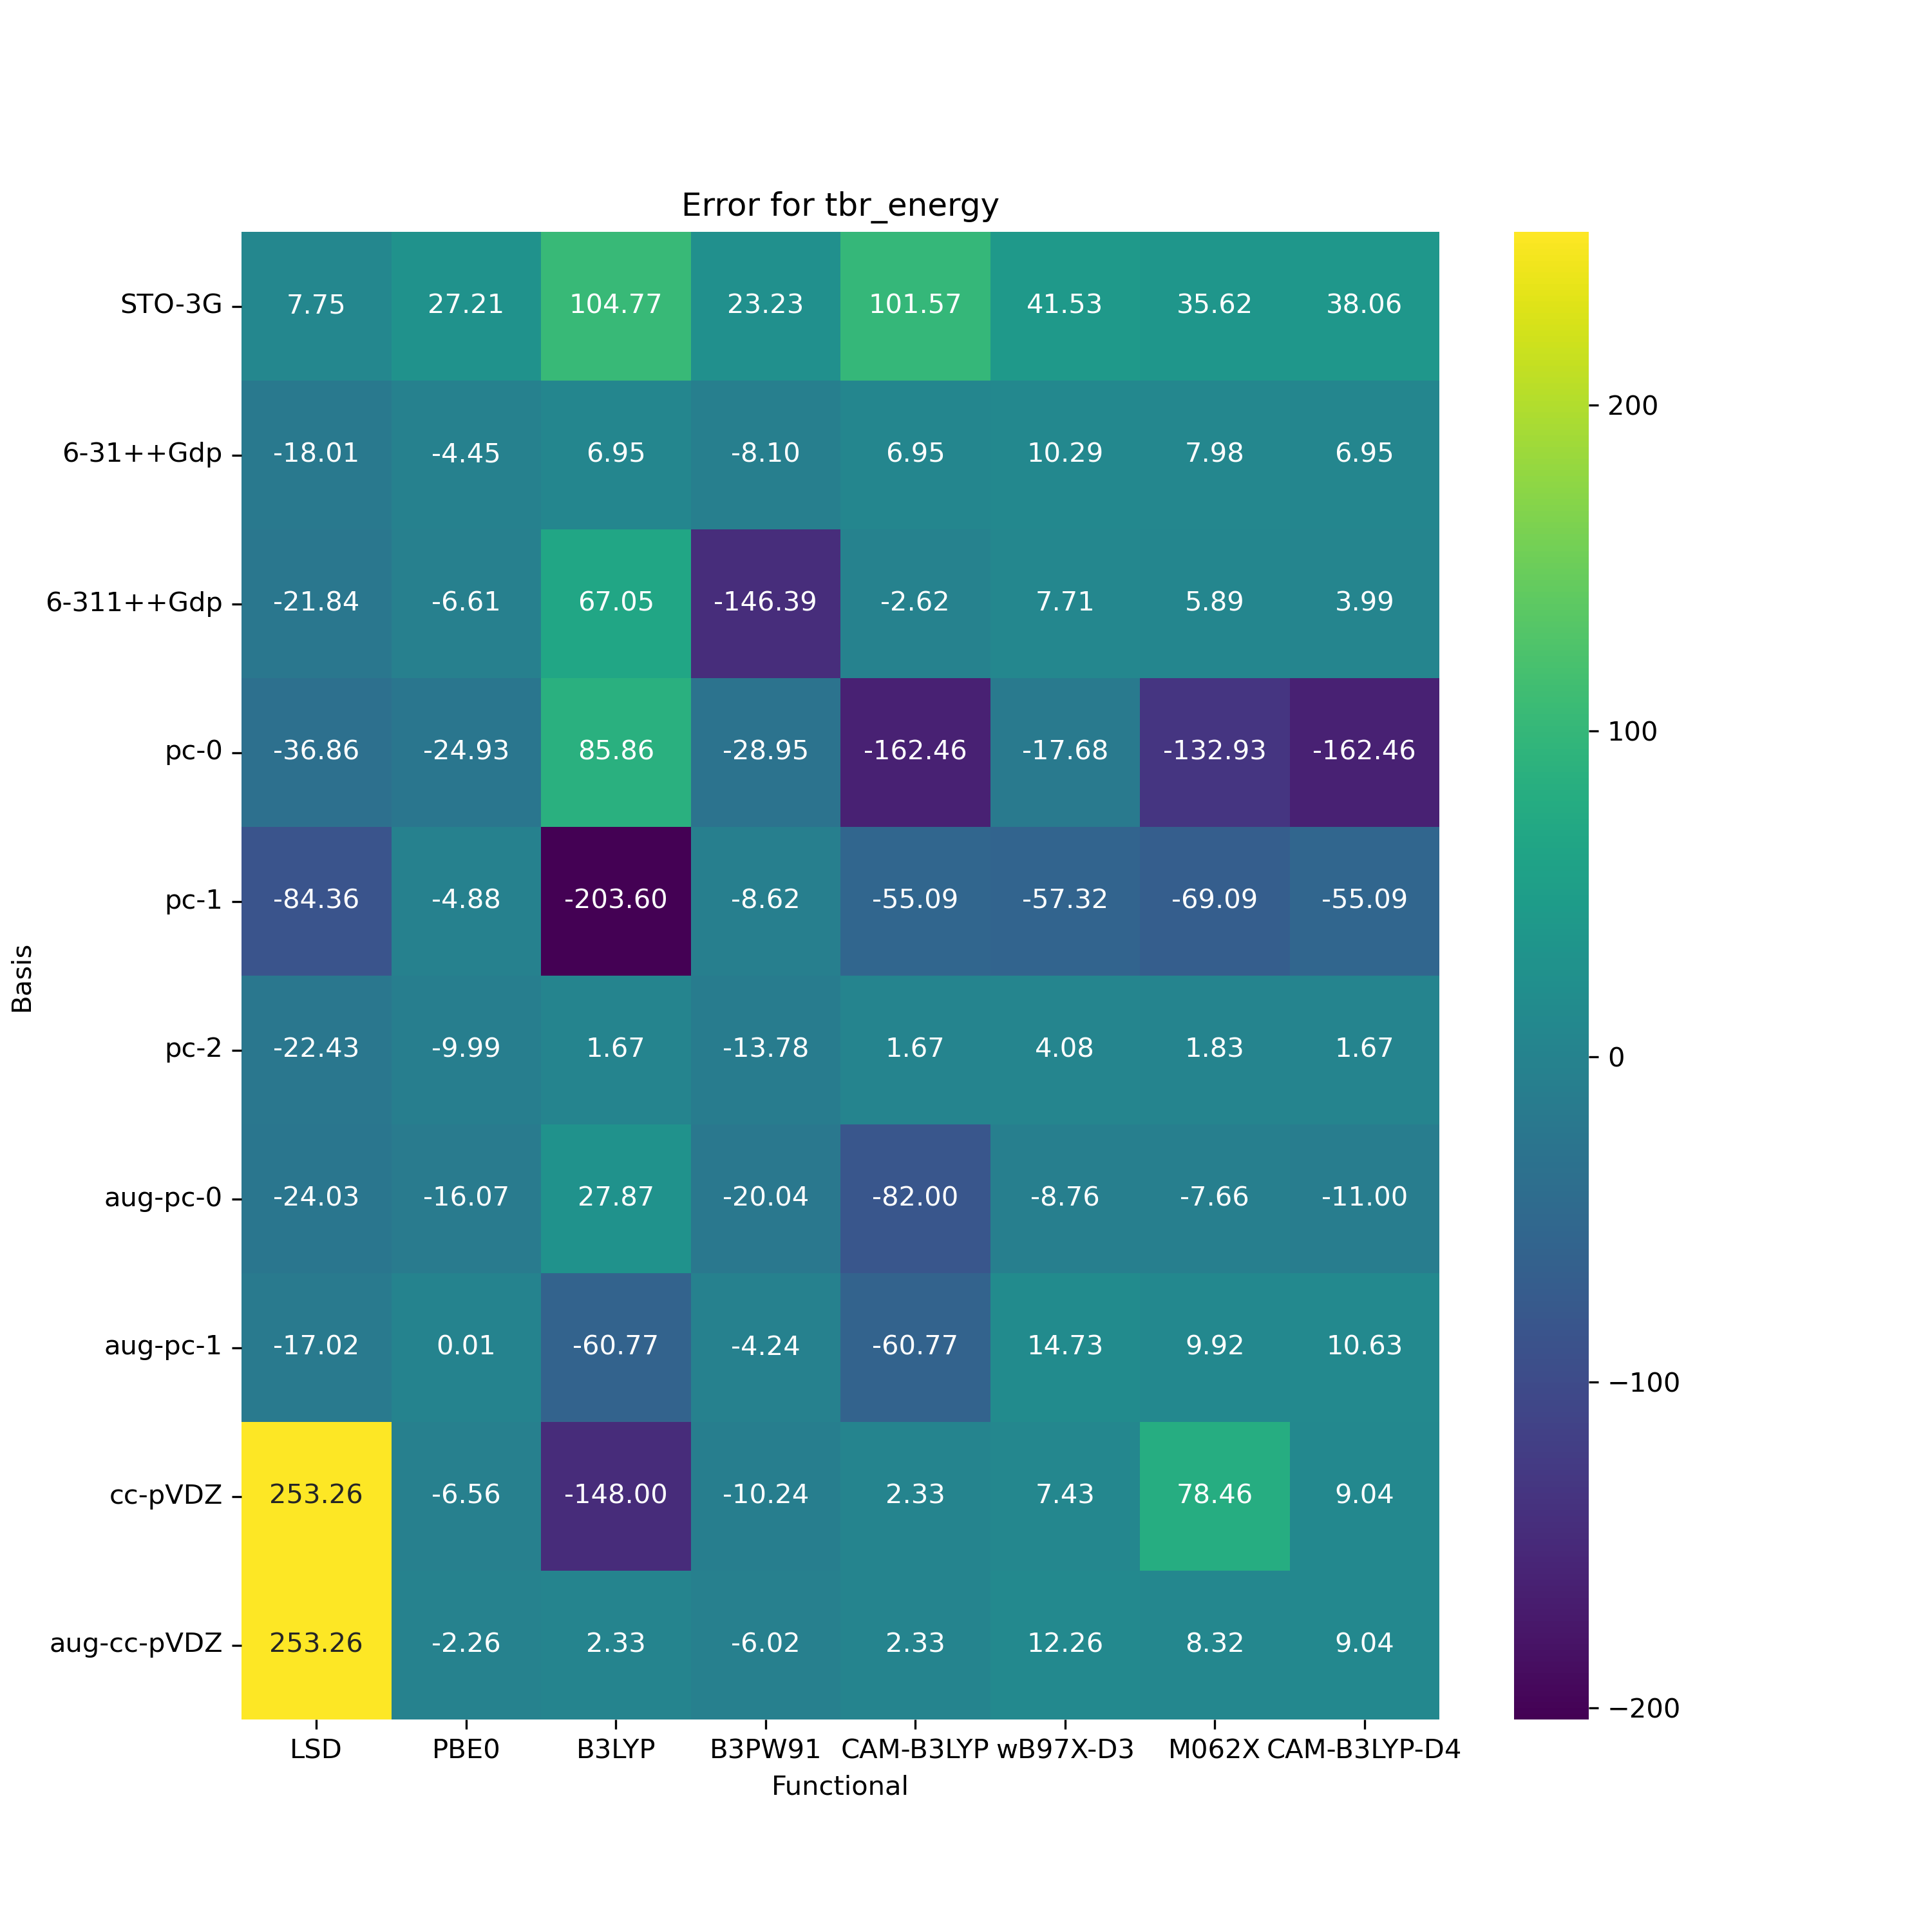 Error for tbr_energy
STO-3G 7.75 27.21 104.77 23.23 101.57 41.53 35.62 38.06
6-31++Gdp -18.01 -4.45 6.95 -8.10 6.95 10.29 7.98 6.95
6-311++Gdp -21.84 -6.61 67.05 -146.39 -2.62 7.71 5.89 3.99
pc-0 -36.86 -24.93 85.86 -28.95 -162.46 -17.68 -132.93 -162.46
pc-1 -84.36 -4.88 -203.60 -8.62 -55.09 -57.32 -69.09 -55.09
pc-2 -22.43 -9.99 1.67 -13.78 1.67 4.08 1.83 1.67
aug-pc-0 -24.03 -16.07 27.87 -20.04 -82.00 -8.76 -7.66 -11.00
aug-pc-1 -17.02 0.01 -60.77 -4.24 -60.77 14.73 9.92 10.63
cc-pVDZ 253.26 -6.56 -148.00 -10.24 2.33 7.43 78.46 9.04
aug-cc-pVDZ 253.26 -2.26 2.33 -6.02 2.33 12.26 8.32 9.04
LSD PBE0 B3LYP B3PW91 CAM-B3LYP wB97X-D3 M062X CAM-B3LYP-D4
Functional
Basis
200
100
0
−100
−200